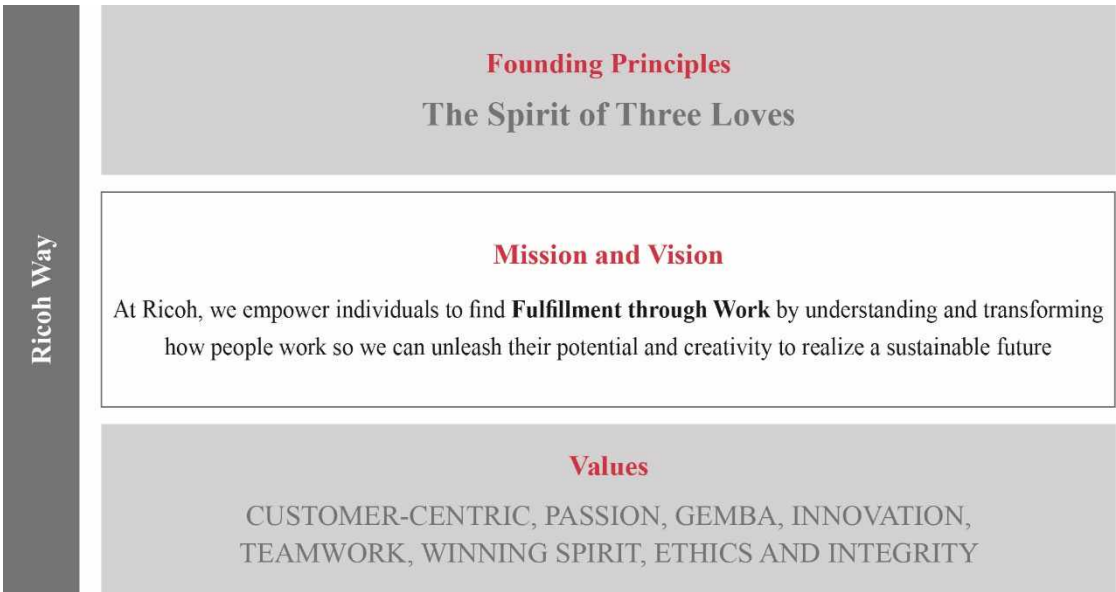 Ricoh Way
Founding Principles
The Spirit of Three Loves
Mission and Vision
At Ricoh, we empower individuals to find Fulfillment through Work by understanding and transforming
how people work so we can unleash their potential and creativity to realize a sustainable future
Values
CUSTOMER-CENTRIC, PASSION, GEMBA, INNOVATION,
TEAMWORK, WINNING SPIRIT, ETHICS AND INTEGRITY